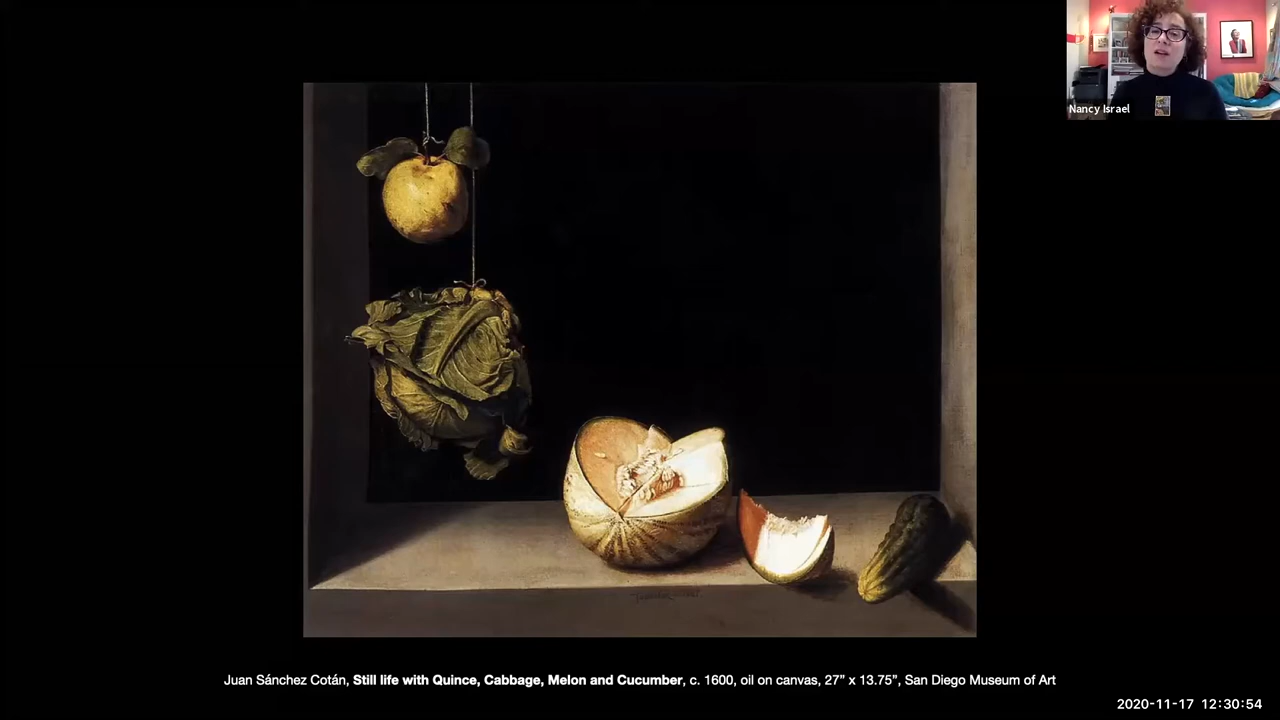 Nancy Israel
Juan Sánchez Cotán, Still life with Quince, Cabbage, Melon and Cucumber, c. 1600, oil on canvas, 27” x 13.75”, San Diego Museum of Art
2020-11-17 12:30:54